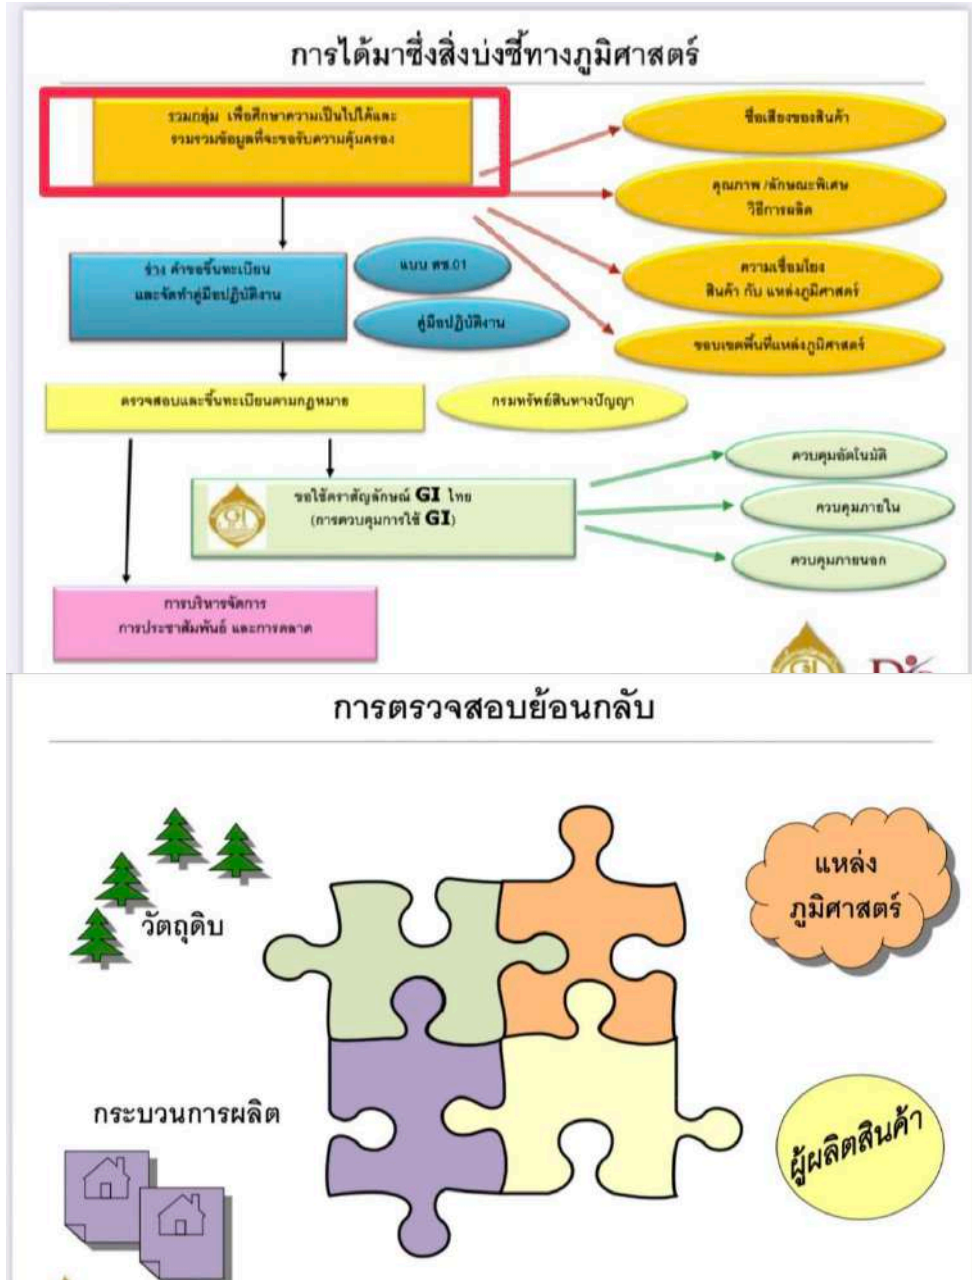 การได้มาซึ่งสิ่งบ่งชี้ทางภูมิศาสตร์
รวมกลุ่ม เพื่อศึกษาความเป็นไปได้และ
รวมรวมข้อมูลที่จะขอรับความคุ้มครอง
ชื่อเสียงของสินค้า
คุณภาพ /ลักษณะพิเศษ
วิธีการผลิต
ความเชื่อมโยง
สินค้า กับ แหล่งภูมิศาสตร์
ขอบเขตพื้นที่แหล่งภูมิศาสตร์
ร่าง คำขอขึ้นทะเบียน
และจัดทำคู่มือปฏิบัติงาน
แบบ สช.01
คู่มือปฏิบัติงาน
ตรวจสอบและขึ้นทะเบียนตามกฎหมาย
กรมทรัพย์สินทางปัญญา
ขอใช้ตราสัญลักษณ์ GI ไทย
(การควบคุมการใช้ GI)
ควบคุมอัตโนมัติ
ควบคุมภายใน
ควบคุมภายนอก
การบริหารจัดการ
การประชาสัมพันธ์ และการตลาด
การตรวจสอบย้อนกลับ
วัตถุดิบ
แหล่ง
ภูมิศาสตร์
กระบวนการผลิต
ผู้ผลิตสินค้า